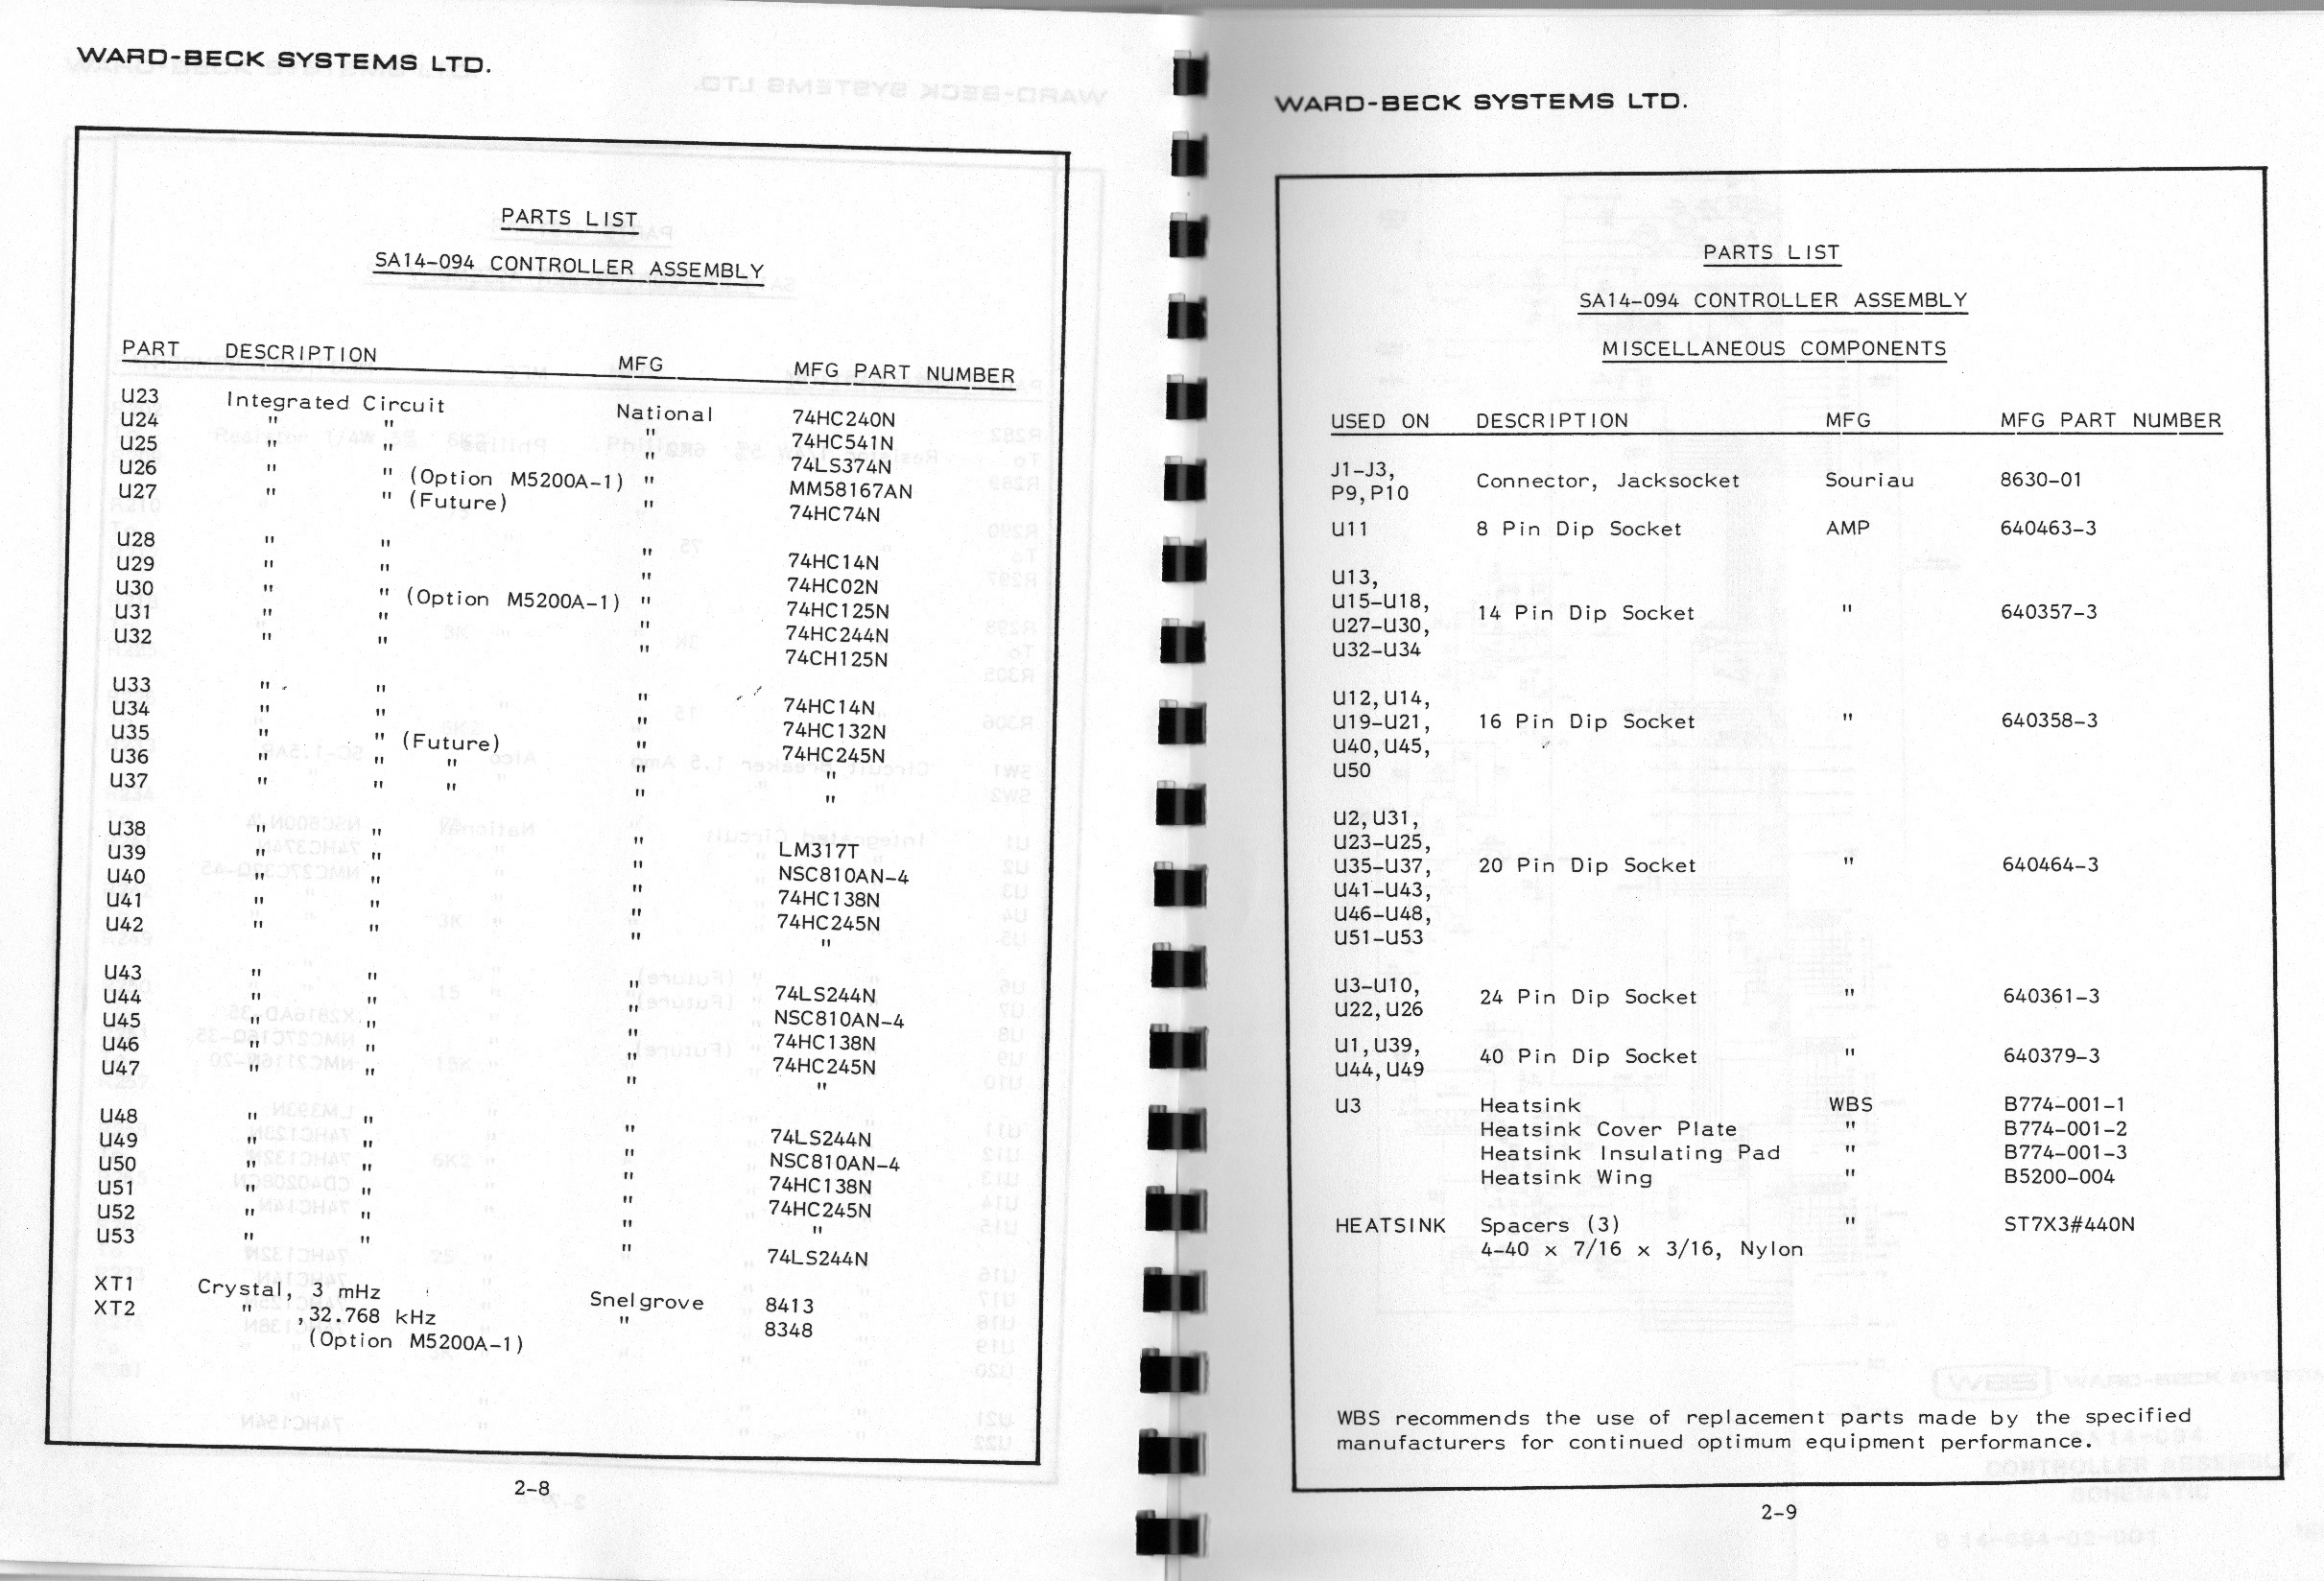 WARD-BECK SYSTEMS LTD.
PARTS LIST
SA14-094 CONTROLLER ASSEMBLY
PART DESCRIPTION MFG MFG PART NUMBER
U23 Integrated Circuit National 74HC240N
U24 " " " 74HC541N
U25 " " " 74LS374N
U26 " " (Option M5200A-1) " MM58167AN
U27 " " (Future) " 74HC74N
U28 " " " 74HC14N
U29 " " " 74HC02N
U30 " " (Option M5200A-1) " 74HC125N
U31 " " " 74HC244N
U32 " " " 74CH125N
U33 " " " 74HC14N
U34 " " " 74HC132N
U35 " " (Future) " 74HC245N
U36 " " " " "
U37 " " " " "
U38 " " " LM317T
U39 " " " NSC810AN-4
U40 " " " 74HC138N
U41 " " " 74HC245N
U42 " " " "
U43 " " " 74LS244N
U44 " " " NSC810AN-4
U45 " " " 74HC138N
U46 " " " 74HC245N
U47 " " " "
U48 " " " 74LS244N
U49 " " " NSC810AN-4
U50 " " " 74HC138N
U51 " " " 74HC245N
U52 " " " "
U53 " " " 74LS244N
XT1 Crystal, 3 mHz Snelgrove 8413
XT2 " ,32.768 kHz " 8348
(Option M5200A-1)
2-8
WARD-BECK SYSTEMS LTD.
PARTS LIST
SA14-094 CONTROLLER ASSEMBLY
MISCELLANEOUS COMPONENTS
USED ON DESCRIPTION MFG MFG PART NUMBER
J1-J3,
P9,P10 Connector, Jacksocket Souriau 8630-01
U11 8 Pin Dip Socket AMP 640463-3
U13,
U15-U18, 14 Pin Dip Socket " 640357-3
U27-U30,
U32-U34
U12,U14,
U19-U21, 16 Pin Dip Socket " 640358-3
U40,U45,
U50
U2,U31,
U23-U25,
U35-U37, 20 Pin Dip Socket " 640464-3
U41-U43,
U46-U48,
U51-U53
U3-U10, 24 Pin Dip Socket " 640361-3
U22,U26
U1,U39, 40 Pin Dip Socket " 640379-3
U44,U49
U3 Heatsink WBS B774-001-1
Heatsink Cover Plate " B774-001-2
Heatsink Insulating Pad " B774-001-3
Heatsink Wing " B5200-004
HEATSINK Spacers (3) " ST7X3#440N
4-40 x 7/16 x 3/16, Nylon
WBS recommends the use of replacement parts made by the specified
manufacturers for continued optimum equipment performance.
2-9